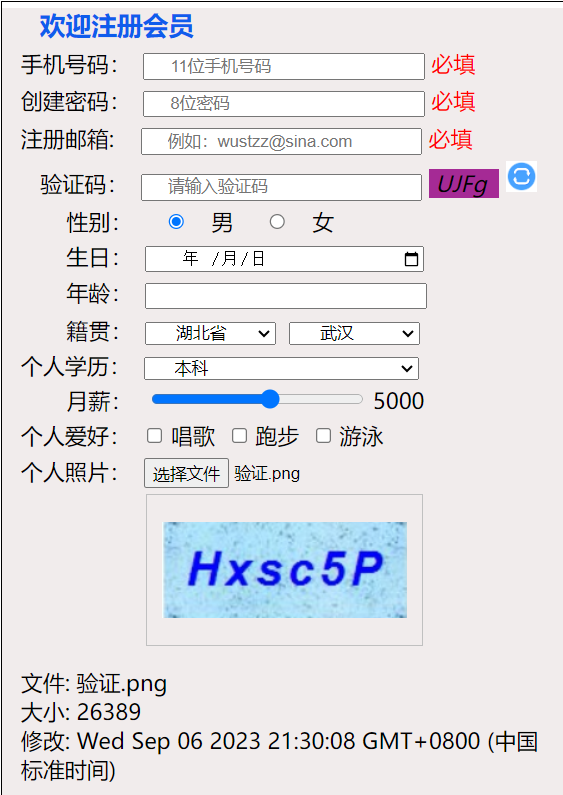 欢迎注册会员
手机号码： 11位手机号码 必填
创建密码： 8位密码 必填
注册邮箱: 例如：wustzz@sina.com 必填
验证码： 请输入验证码 UJFg
性别： 男 女
生日： 年 /月/日
年龄：
籍贯： 湖北省 武汉
个人学历： 本科
月薪： 5000
个人爱好： 唱歌 跑步 游泳
个人照片： 选择文件 验证.png
Hxsc5P
文件: 验证.png
大小: 26389
修改: Wed Sep 06 2023 21:30:08 GMT+0800 (中国
标准时间)